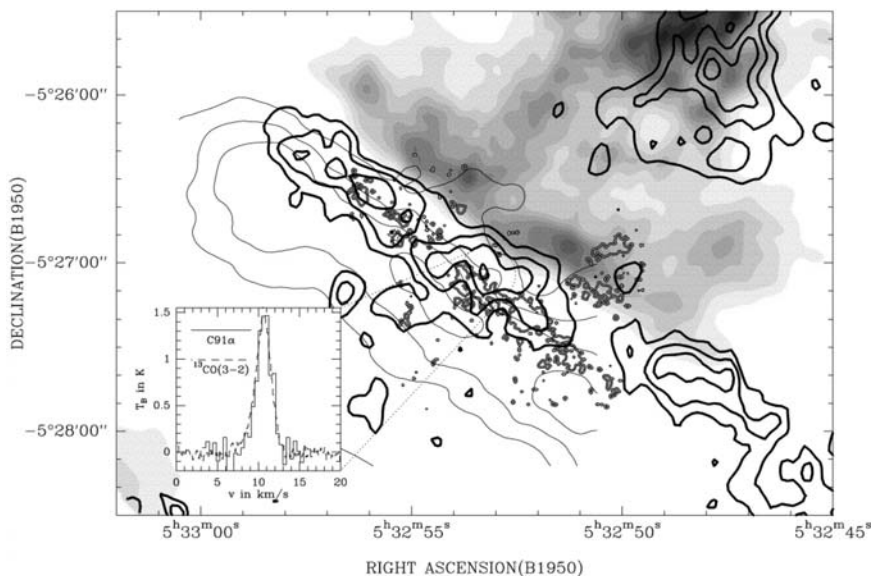 −5°26'00"
−5°27'00"
−5°28'00"
DECLINATION(B1950)
C91α
¹³CO(3−2)
T_B in K
1.5
1
0.5
0
0 5 10 15 20
v in km/s
5ʰ33ᵐ00ˢ 5ʰ32ᵐ55ˢ 5ʰ32ᵐ50ˢ 5ʰ32ᵐ45ˢ
RIGHT ASCENSION(B1950)